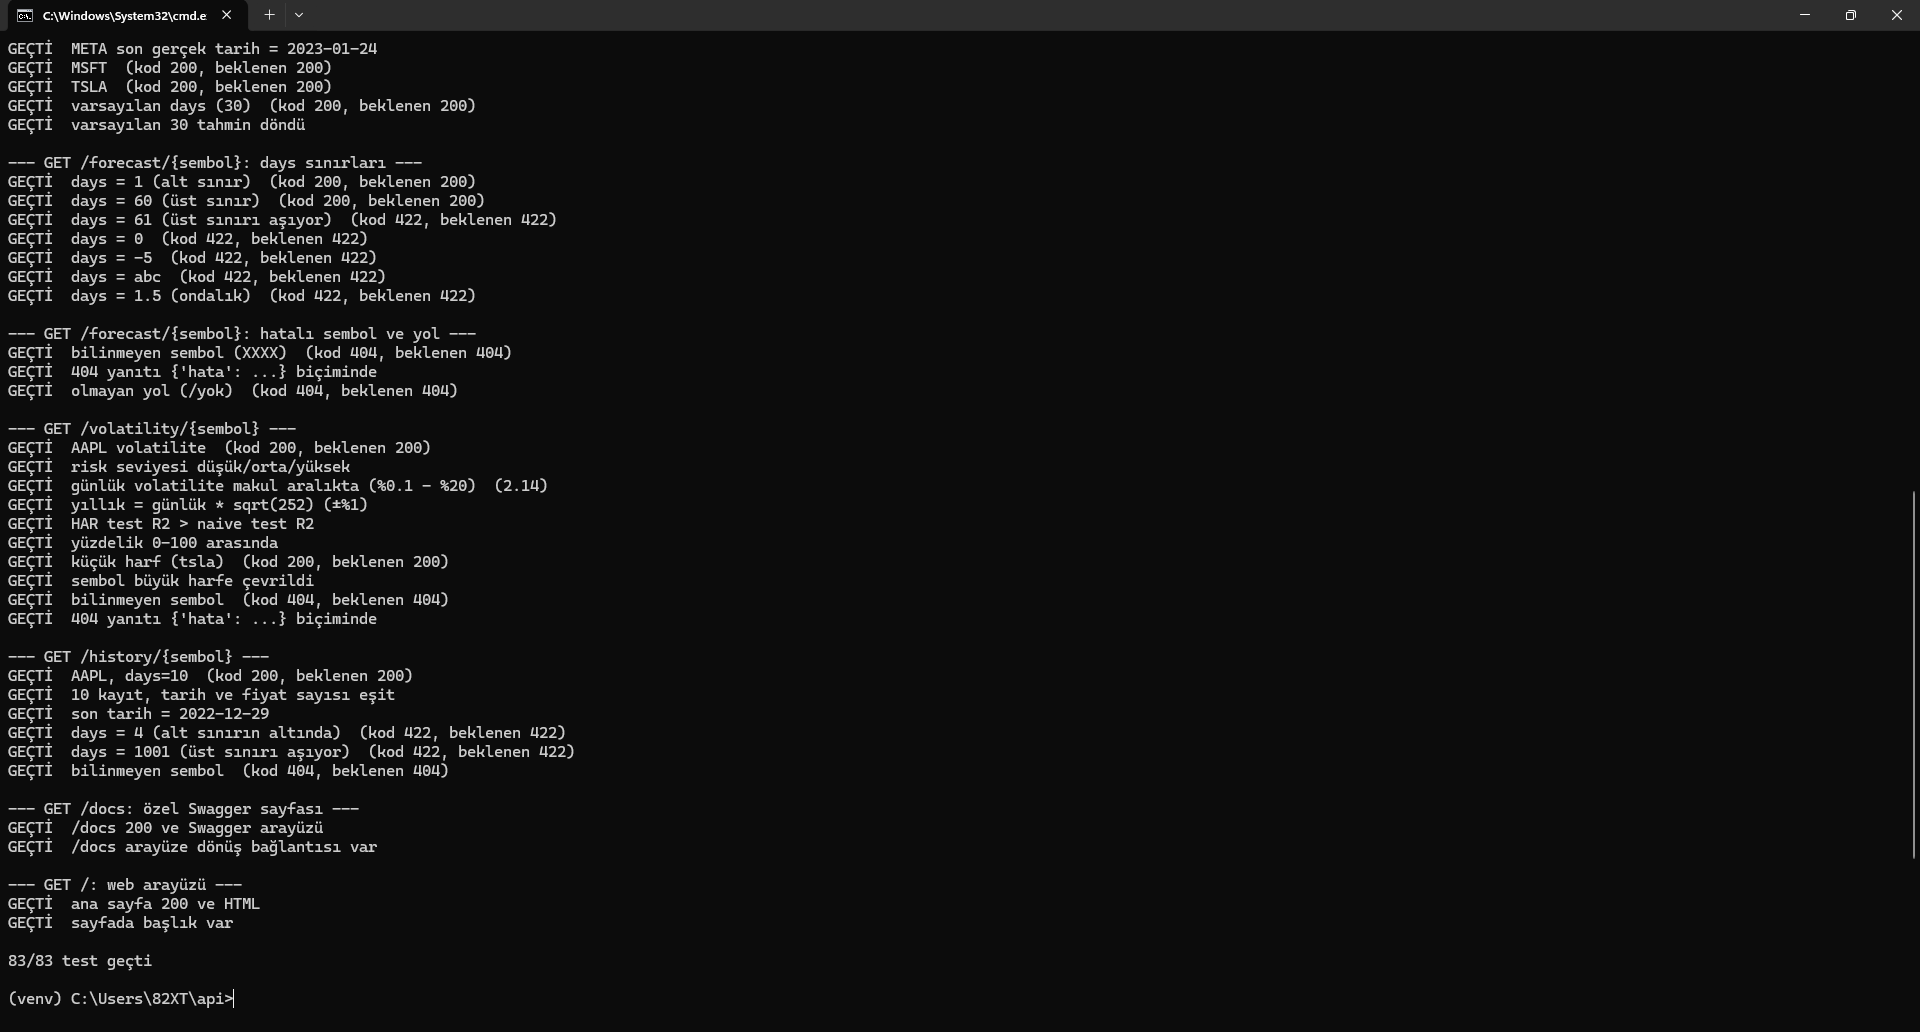 C:\Windows\System32\cmd.e
GEÇTİ  META son gerçek tarih = 2023-01-24
GEÇTİ  MSFT  (kod 200, beklenen 200)
GEÇTİ  TSLA  (kod 200, beklenen 200)
GEÇTİ  varsayılan days (30)  (kod 200, beklenen 200)
GEÇTİ  varsayılan 30 tahmin döndü
--- GET /forecast/{sembol}: days sınırları ---
GEÇTİ  days = 1 (alt sınır)  (kod 200, beklenen 200)
GEÇTİ  days = 60 (üst sınır)  (kod 200, beklenen 200)
GEÇTİ  days = 61 (üst sınırı aşıyor)  (kod 422, beklenen 422)
GEÇTİ  days = 0  (kod 422, beklenen 422)
GEÇTİ  days = -5  (kod 422, beklenen 422)
GEÇTİ  days = abc  (kod 422, beklenen 422)
GEÇTİ  days = 1.5 (ondalık)  (kod 422, beklenen 422)
--- GET /forecast/{sembol}: hatalı sembol ve yol ---
GEÇTİ  bilinmeyen sembol (XXXX)  (kod 404, beklenen 404)
GEÇTİ  404 yanıtı {'hata': ...} biçiminde
GEÇTİ  olmayan yol (/yok)  (kod 404, beklenen 404)
--- GET /volatility/{sembol} ---
GEÇTİ  AAPL volatilite  (kod 200, beklenen 200)
GEÇTİ  risk seviyesi düşük/orta/yüksek
GEÇTİ  günlük volatilite makul aralıkta (%0.1 - %20)  (2.14)
GEÇTİ  yıllık = günlük * sqrt(252) (±%1)
GEÇTİ  HAR test R2 > naive test R2
GEÇTİ  yüzdelik 0-100 arasında
GEÇTİ  küçük harf (tsla)  (kod 200, beklenen 200)
GEÇTİ  sembol büyük harfe çevrildi
GEÇTİ  bilinmeyen sembol  (kod 404, beklenen 404)
GEÇTİ  404 yanıtı {'hata': ...} biçiminde
--- GET /history/{sembol} ---
GEÇTİ  AAPL, days=10  (kod 200, beklenen 200)
GEÇTİ  10 kayıt, tarih ve fiyat sayısı eşit
GEÇTİ  son tarih = 2022-12-29
GEÇTİ  days = 4 (alt sınırın altında)  (kod 422, beklenen 422)
GEÇTİ  days = 1001 (üst sınırı aşıyor)  (kod 422, beklenen 422)
GEÇTİ  bilinmeyen sembol  (kod 404, beklenen 404)
--- GET /docs: özel Swagger sayfası ---
GEÇTİ  /docs 200 ve Swagger arayüzü
GEÇTİ  /docs arayüze dönüş bağlantısı var
--- GET /: web arayüzü ---
GEÇTİ  ana sayfa 200 ve HTML
GEÇTİ  sayfada başlık var
83/83 test geçti
(venv) C:\Users\82XT\api>